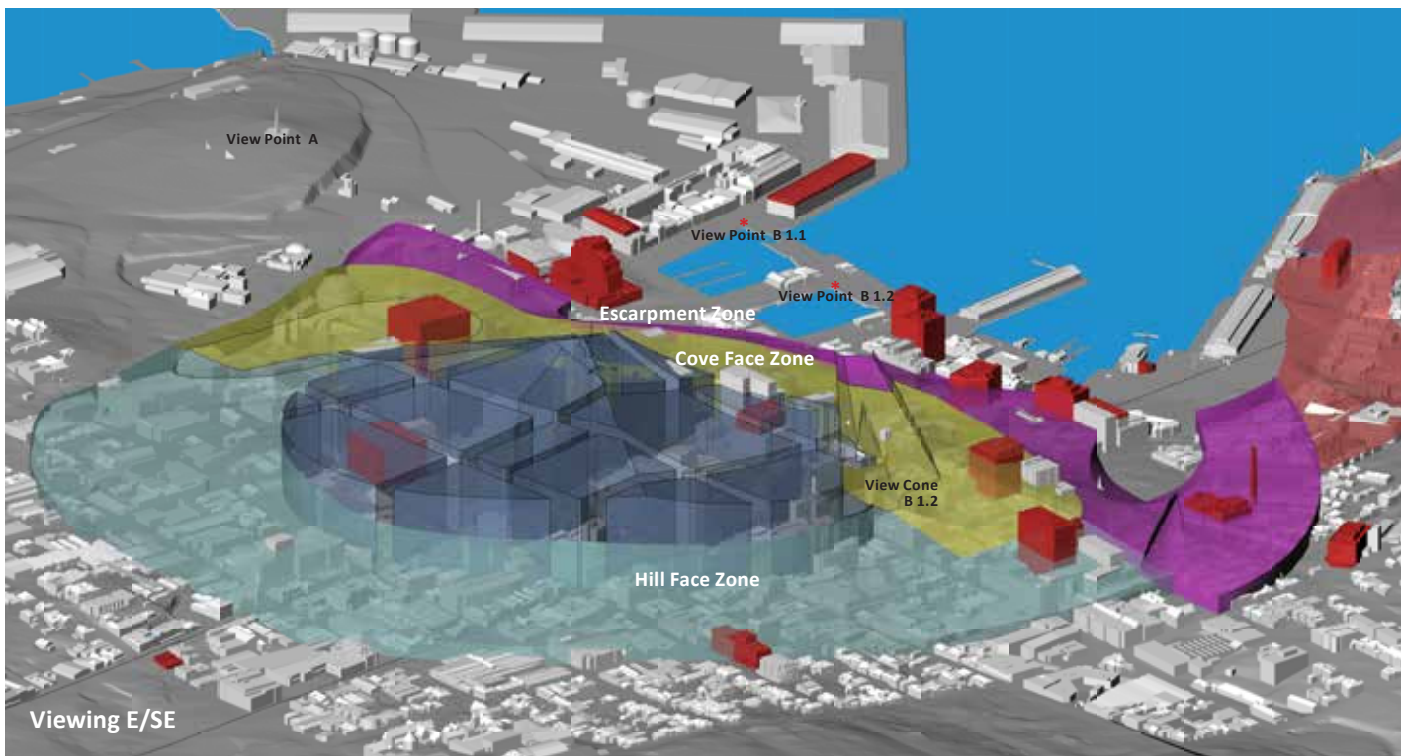 View Point A
*
View Point B 1.1
*
View Point B 1.2
Escarpment Zone
Cove Face Zone
View Cone
B 1.2
Hill Face Zone
Viewing E/SE